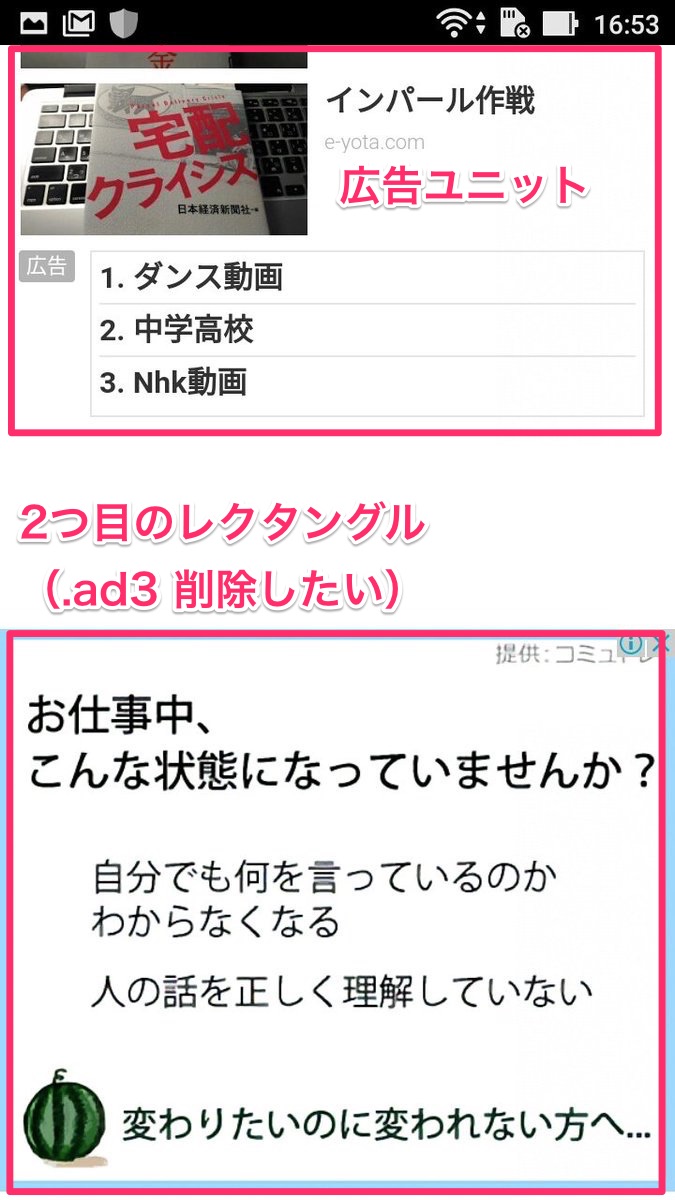 16:53
金
宅配
クライシス
日本経済新聞社
インパール作戦
e-yota.com
広告ユニット
広告
1. ダンス動画
2. 中学高校
3. Nhk動画
2つ目のレクタングル
（.ad3 削除したい）
提供：コミュトレ
お仕事中、
こんな状態になっていませんか？
自分でも何を言っているのか
わからなくなる
人の話を正しく理解していない
変わりたいのに変われない方へ...